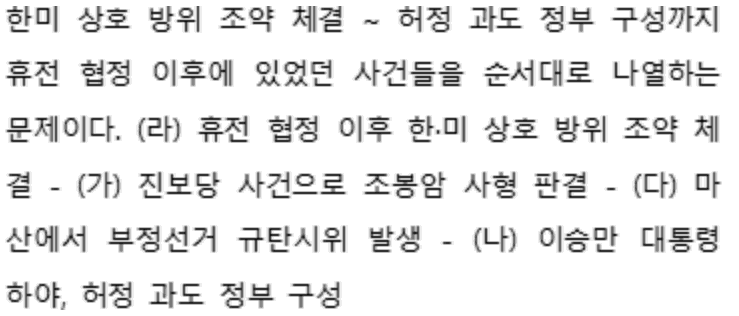 한미 상호 방위 조약 체결 ~ 허정 과도 정부 구성까지
휴전 협정 이후에 있었던 사건들을 순서대로 나열하는
문제이다. (라) 휴전 협정 이후 한·미 상호 방위 조약 체
결 - (가) 진보당 사건으로 조봉암 사형 판결 - (다) 마
산에서 부정선거 규탄시위 발생 - (나) 이승만 대통령
하야, 허정 과도 정부 구성